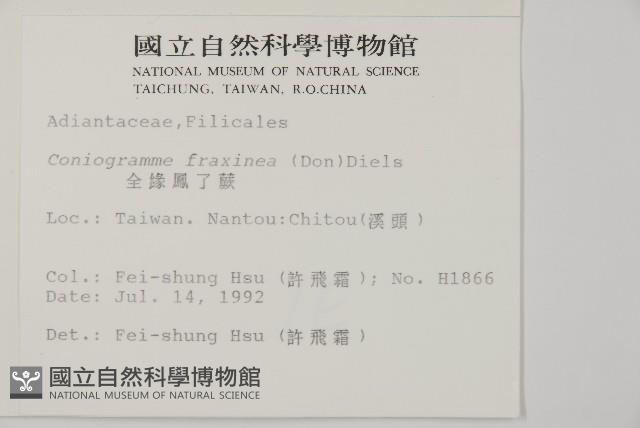 國立自然科學博物館
NATIONAL MUSEUM OF NATURAL SCIENCE
TAICHUNG, TAIWAN, R.O.CHINA
Adiantaceae,Filicales
Coniogramme fraxinea (Don)Diels
全緣鳳了蕨
Loc.: Taiwan. Nantou:Chitou(溪頭)
Col.: Fei-shung Hsu (許飛霜); No. H1866
Date: Jul. 14, 1992
Det.: Fei-shung Hsu (許飛霜)
國立自然科學博物館
NATIONAL MUSEUM OF NATURAL SCIENCE